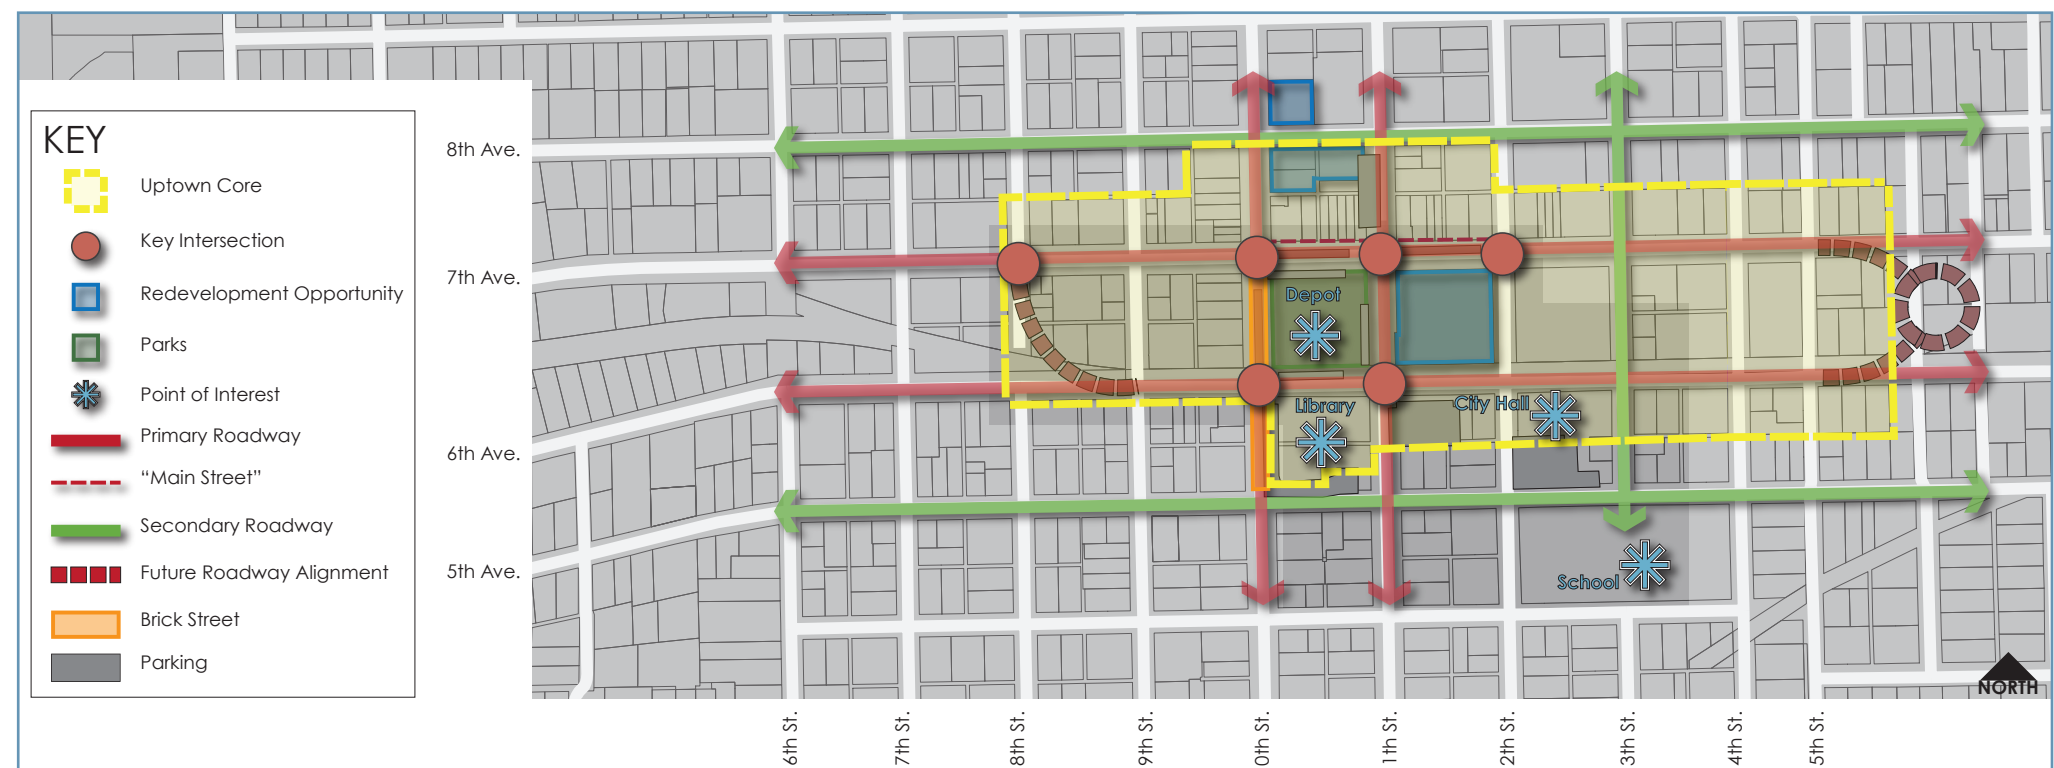 KEY
Uptown Core
Key Intersection
Redevelopment Opportunity
Parks
Point of Interest
Primary Roadway
“Main Street”
Secondary Roadway
Future Roadway Alignment
Brick Street
Parking
8th Ave.
7th Ave.
6th Ave.
5th Ave.
Depot
Library
City Hall
School
NORTH
6th St.
7th St.
8th St.
9th St.
0th St.
1th St.
2th St.
3th St.
4th St.
5th St.